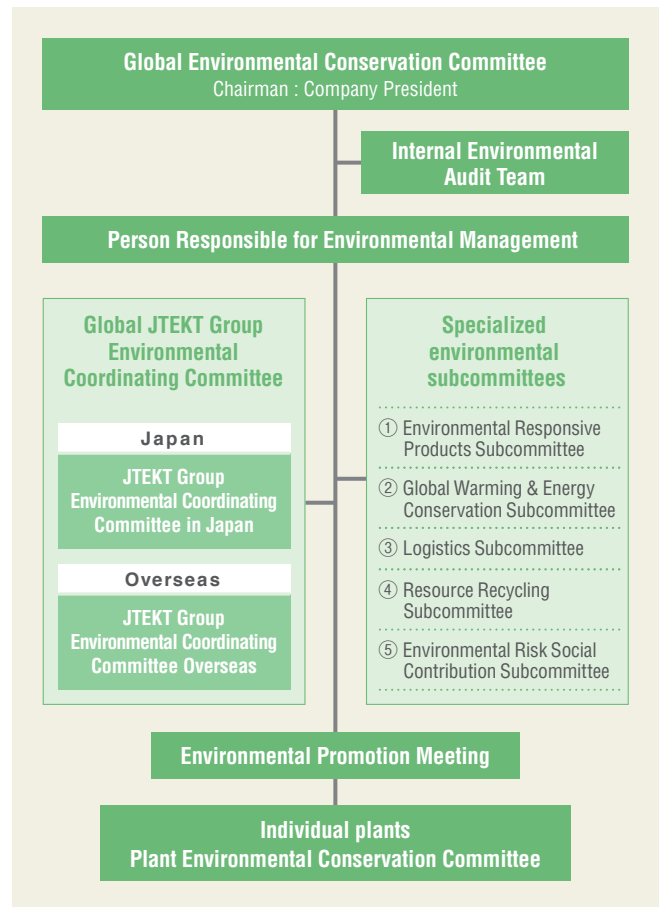 Global Environmental Conservation Committee
Chairman : Company President
Internal Environmental
Audit Team
Person Responsible for Environmental Management
Global JTEKT Group
Environmental
Coordinating Committee
Japan
JTEKT Group
Environmental Coordinating
Committee in Japan
Overseas
JTEKT Group
Environmental Coordinating
Committee Overseas
Specialized
environmental
subcommittees
① Environmental Responsive
Products Subcommittee
② Global Warming & Energy
Conservation Subcommittee
③ Logistics Subcommittee
④ Resource Recycling
Subcommittee
⑤ Environmental Risk Social
Contribution Subcommittee
Environmental Promotion Meeting
Individual plants
Plant Environmental Conservation Committee